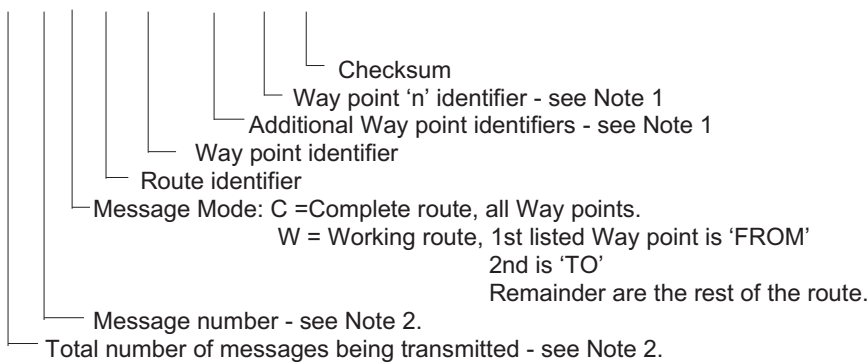 Checksum
Way point ‘n’ identifier - see Note 1
Additional Way point identifiers - see Note 1
Way point identifier
Route identifier
Message Mode: C =Complete route, all Way points.
W = Working route, 1st listed Way point is ‘FROM’
2nd is ‘TO’
Remainder are the rest of the route.
Message number - see Note 2.
Total number of messages being transmitted - see Note 2.